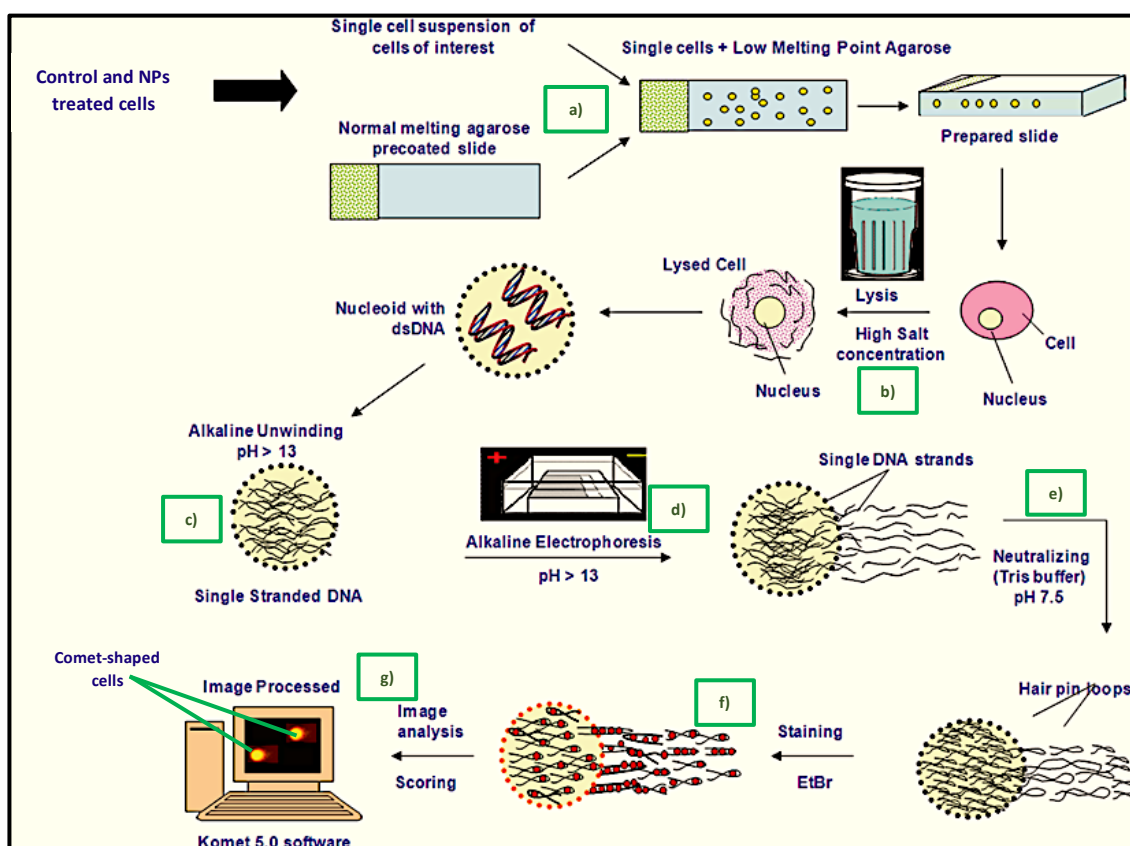 Single cell suspension of
cells of interest
Single cells + Low Melting Point Agarose
Control and NPs
treated cells
a)
Normal melting agarose
precoated slide
Prepared slide
Lysed Cell
Lysis
Nucleoid with
dsDNA
High Salt
concentration
Cell
Nucleus
b)
Nucleus
Alkaline Unwinding
pH > 13
Single DNA strands
+
–
c)
d)
e)
Alkaline Electrophoresis
pH > 13
Neutralizing
(Tris buffer)
pH 7.5
Single Stranded DNA
Comet-shaped
cells
g)
Image Processed
f)
Hair pin loops
Image
analysis
Staining
Scoring
EtBr
Komet 5.0 software